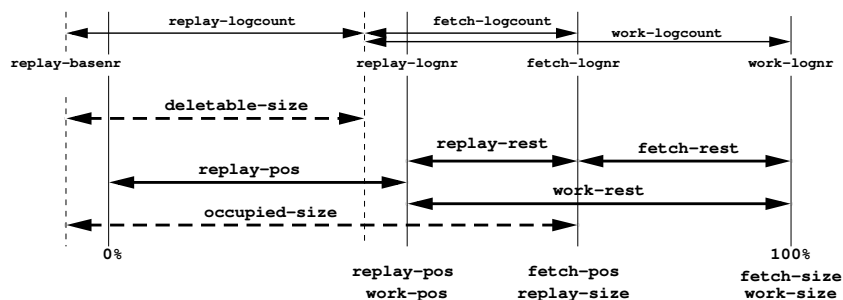 replay-logcount fetch-logcount
work-logcount
replay-basenr replay-lognr fetch-lognr work-lognr
deletable-size
replay-rest fetch-rest
replay-pos
work-rest
occupied-size
0% 100%
replay-pos fetch-pos fetch-size
work-pos replay-size work-size